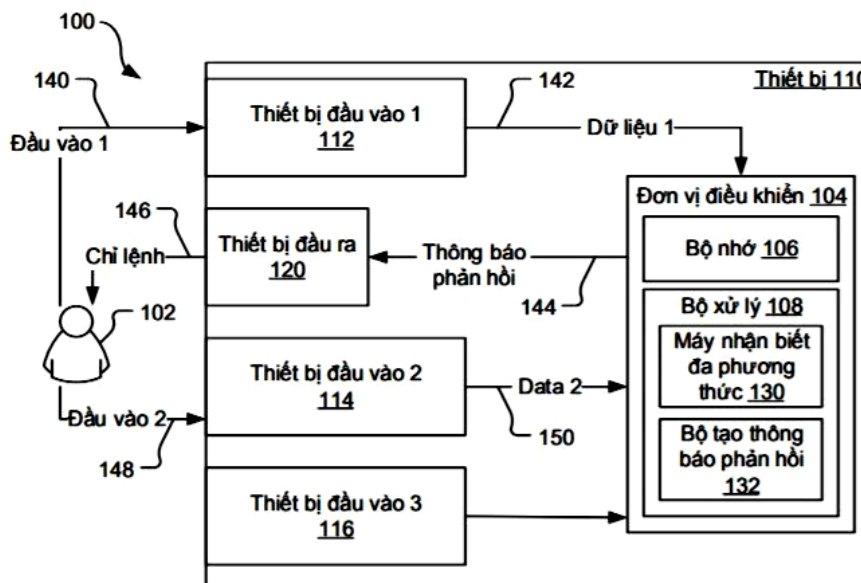 100
Thiết bị 110
140
142
Thiết bị đầu vào 1
112
Đầu vào 1
Dữ liệu 1
Đơn vị điều khiển 104
146
Chỉ lệnh
Thiết bị đầu ra
120
Thông báo
phản hồi
144
Bộ nhớ 106
Bộ xử lý 108
102
Máy nhận biết
đa phương
thức 130
Thiết bị đầu vào 2
114
Data 2
150
Đầu vào 2
148
Bộ tạo thông
báo phản hồi
132
Thiết bị đầu vào 3
116